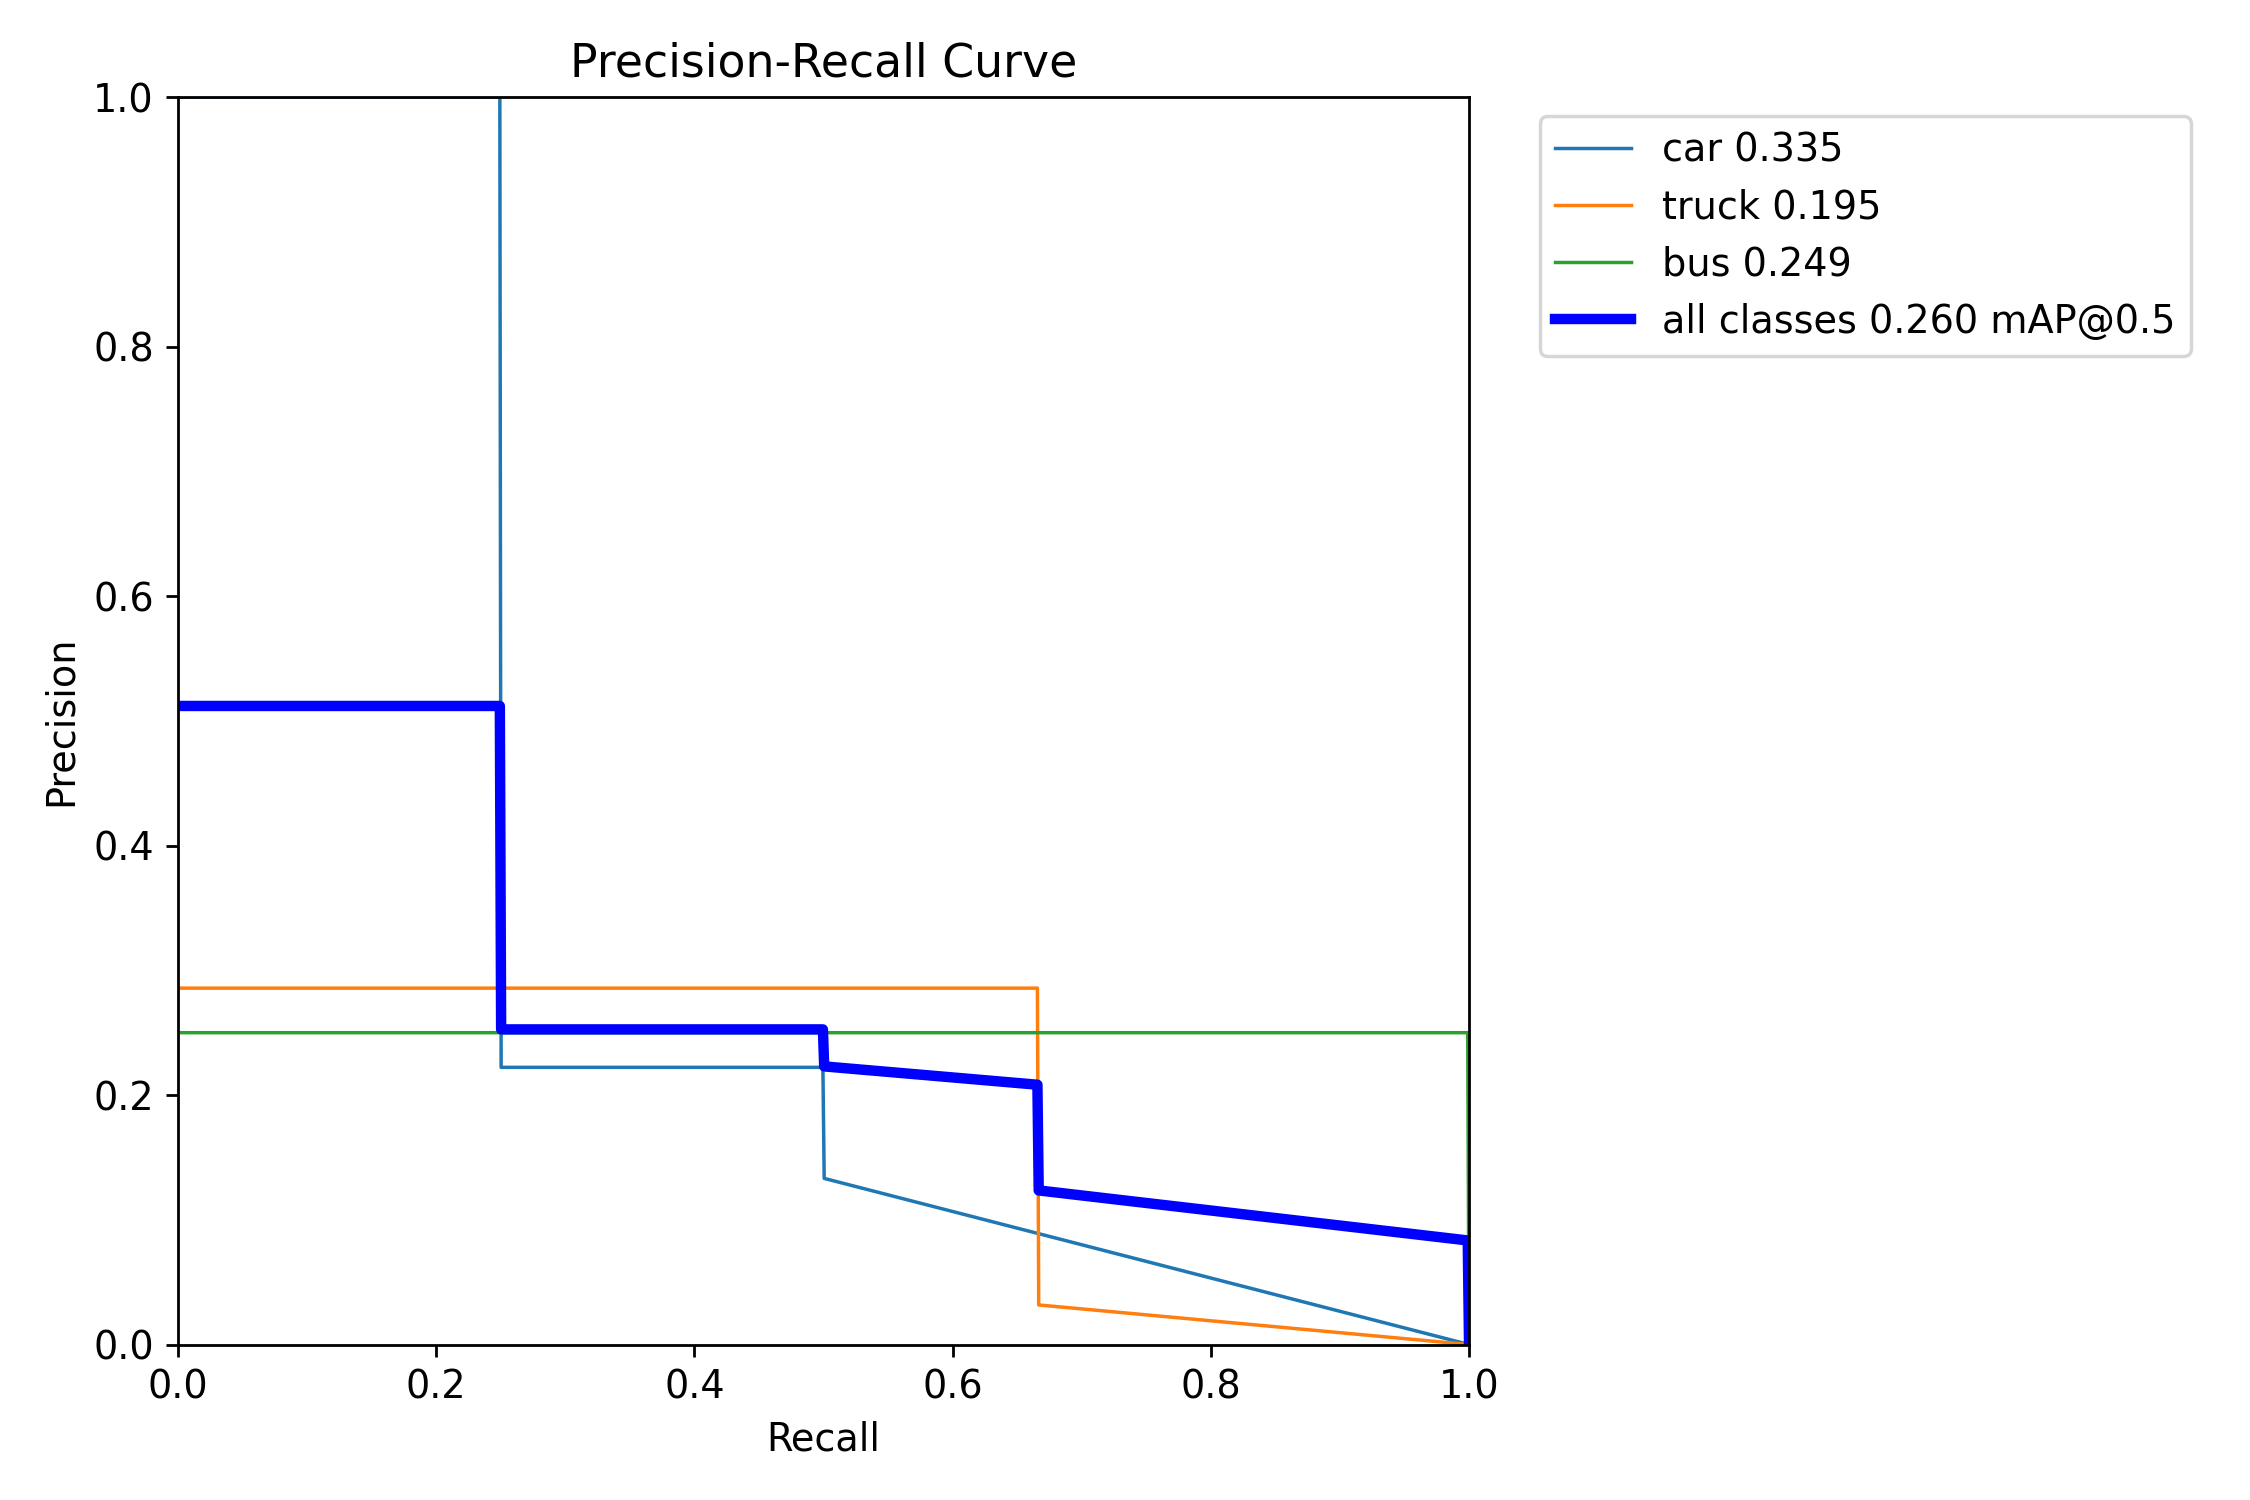 Precision-Recall Curve
1.0
0.8
0.6
0.4
0.2
0.0
Precision
0.0 0.2 0.4 0.6 0.8 1.0
Recall
car 0.335
truck 0.195
bus 0.249
all classes 0.260 mAP@0.5